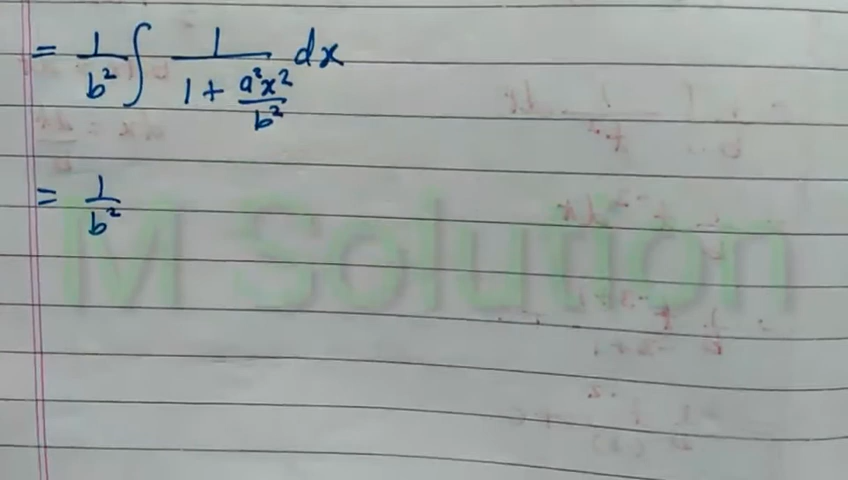 = 1/b² ∫ 1/(1 + a²x²/b²) dx
= 1/b²
M Solution